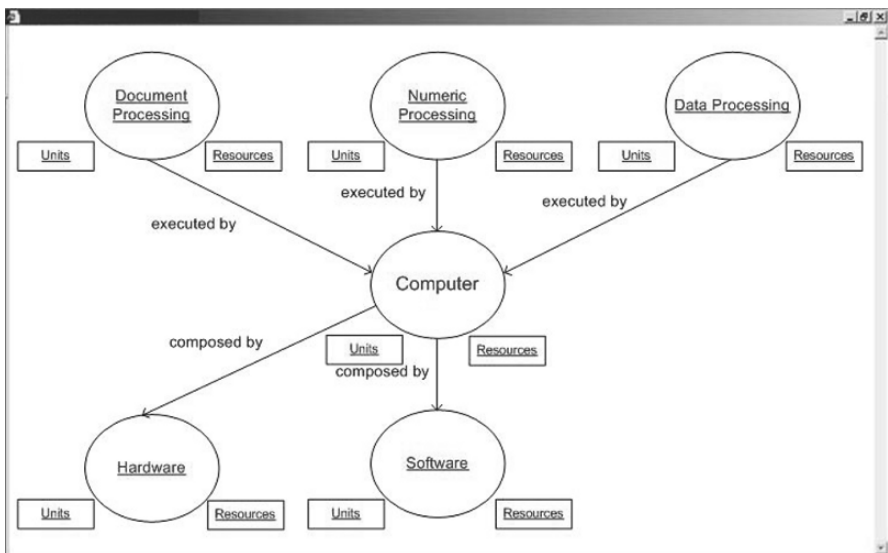 Document
Processing
Numeric
Processing
Data Processing
Units
Resources
Units
Resources
Units
Resources
executed by
executed by
executed by
Computer
composed by
Units
Resources
composed by
Hardware
Software
Units
Resources
Units
Resources